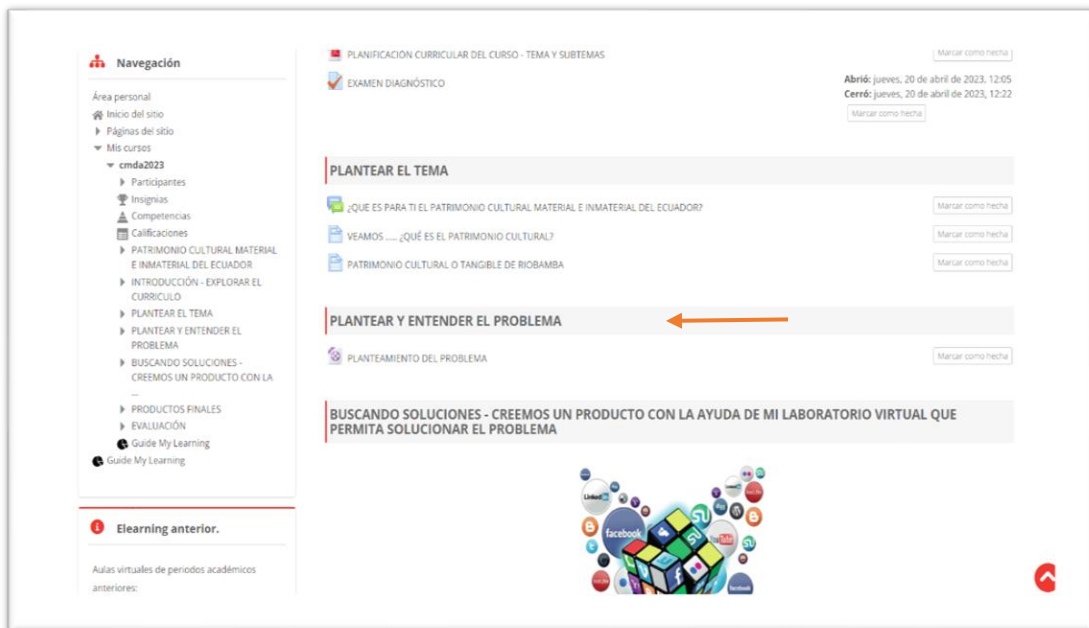 Navegación
Área personal
Inicio del sitio
Páginas del sitio
Mis cursos
cmda2023
Participantes
Insignias
Competencias
Calificaciones
PATRIMONIO CULTURAL MATERIAL
E INMATERIAL DEL ECUADOR
INTRODUCCIÓN - EXPLORAR EL
CURRICULO
PLANTEAR EL TEMA
PLANTEAR Y ENTENDER EL
PROBLEMA
BUSCANDO SOLUCIONES -
CREEMOS UN PRODUCTO CON LA
...
PRODUCTOS FINALES
EVALUACIÓN
Guide My Learning
Guide My Learning
Elearning anterior.
Aulas virtuales de periodos académicos
anteriores:
PLANIFICACIÓN CURRICULAR DEL CURSO - TEMA Y SUBTEMAS
Marcar como hecha
EXAMEN DIAGNÓSTICO
Abrió: jueves, 20 de abril de 2023, 12:05
Cerró: jueves, 20 de abril de 2023, 12:22
Marcar como hecha
PLANTEAR EL TEMA
¿QUE ES PARA TI EL PATRIMONIO CULTURAL MATERIAL E INMATERIAL DEL ECUADOR?
Marcar como hecha
VEAMOS ..... ¿QUÉ ES EL PATRIMONIO CULTURAL?
Marcar como hecha
PATRIMONIO CULTURAL O TANGIBLE DE RIOBAMBA
Marcar como hecha
PLANTEAR Y ENTENDER EL PROBLEMA
PLANTEAMIENTO DEL PROBLEMA
Marcar como hecha
BUSCANDO SOLUCIONES - CREEMOS UN PRODUCTO CON LA AYUDA DE MI LABORATORIO VIRTUAL QUE
PERMITA SOLUCIONAR EL PROBLEMA
LinkedIn
facebook
facebook